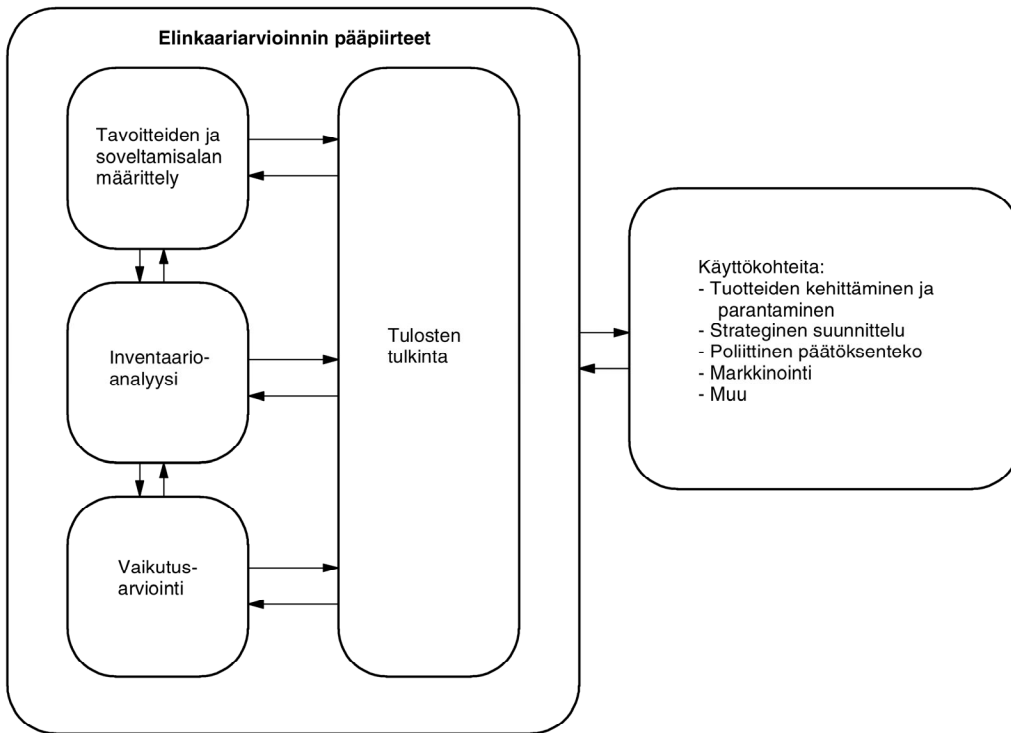 Elinkaariarvioinnin pääpiirteet
Tavoitteiden ja
soveltamisalan
määrittely
Inventaario-
analyysi
Vaikutus-
arviointi
Tulosten
tulkinta
Käyttökohteita:
- Tuotteiden kehittäminen ja
parantaminen
- Strateginen suunnittelu
- Poliittinen päätöksenteko
- Markkinointi
- Muu